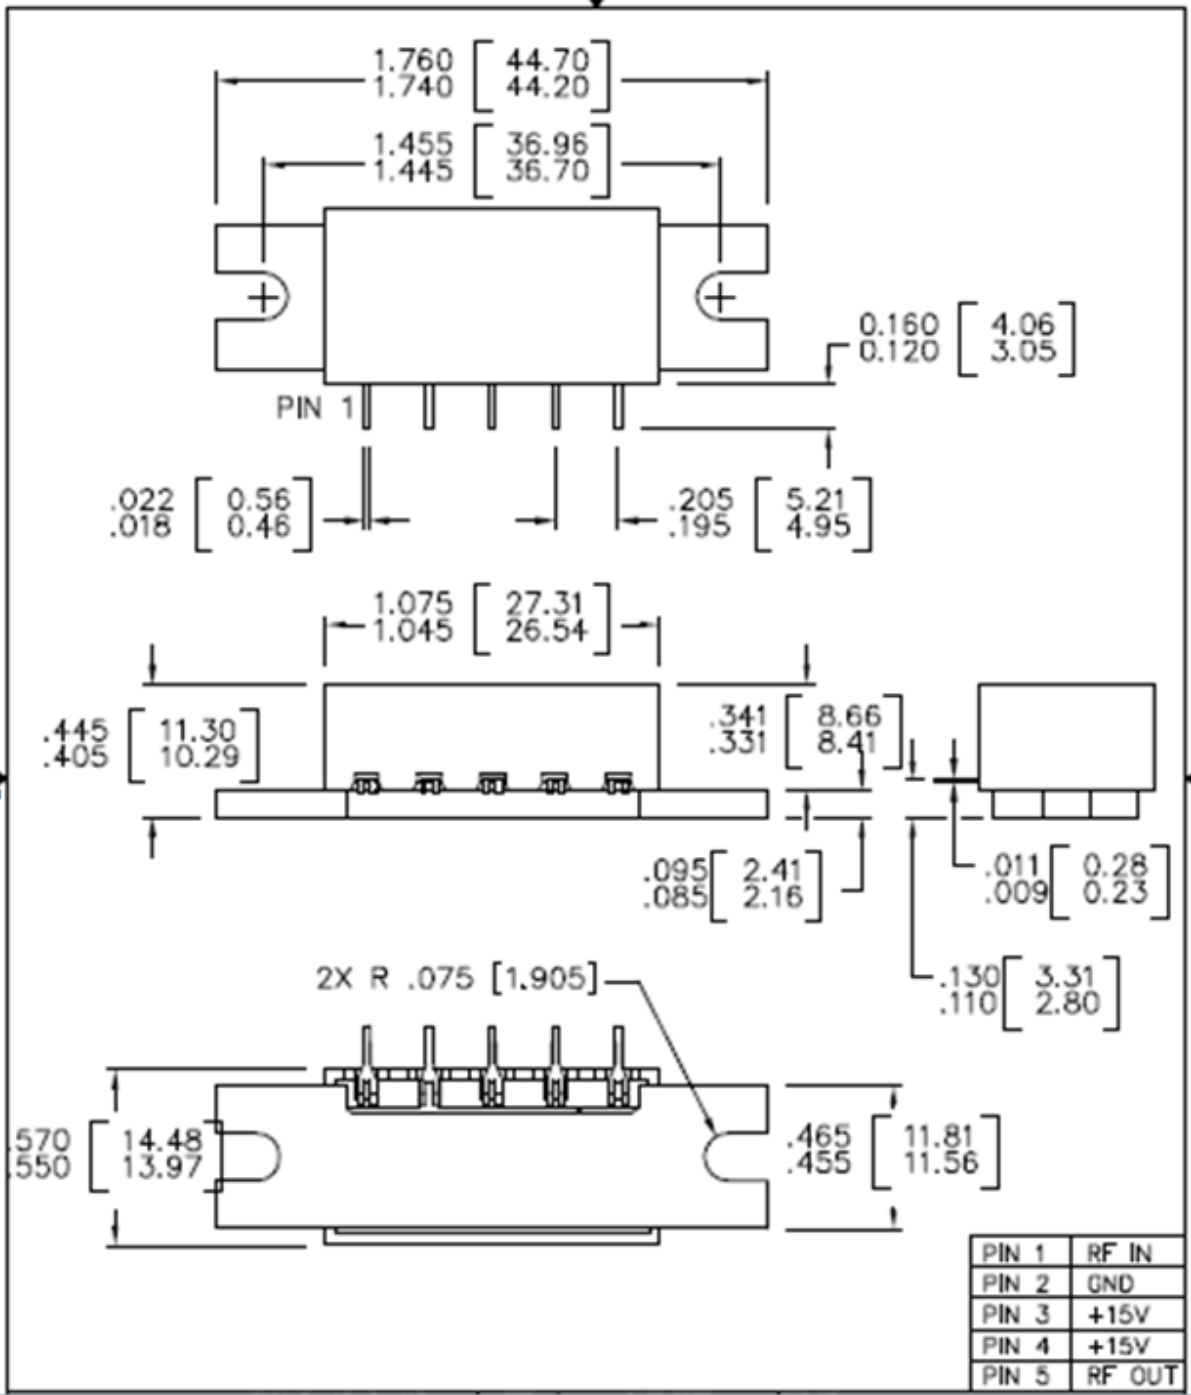 1.760 [ 44.70 ]
1.740 [ 44.20 ]
1.455 [ 36.96 ]
1.445 [ 36.70 ]
0.160 [ 4.06 ]
0.120 [ 3.05 ]
PIN 1
.022 [ 0.56 ]
.018 [ 0.46 ]
.205 [ 5.21 ]
.195 [ 4.95 ]
1.075 [ 27.31 ]
1.045 [ 26.54 ]
.445 [ 11.30 ]
.405 [ 10.29 ]
.341 [ 8.66 ]
.331 [ 8.41 ]
.095 [ 2.41 ]
.085 [ 2.16 ]
.011 [ 0.28 ]
.009 [ 0.23 ]
.130 [ 3.31 ]
.110 [ 2.80 ]
2X R .075 [1.905]
.570 [ 14.48 ]
.550 [ 13.97 ]
.465 [ 11.81 ]
.455 [ 11.56 ]
PIN 1 RF IN
PIN 2 GND
PIN 3 +15V
PIN 4 +15V
PIN 5 RF OUT